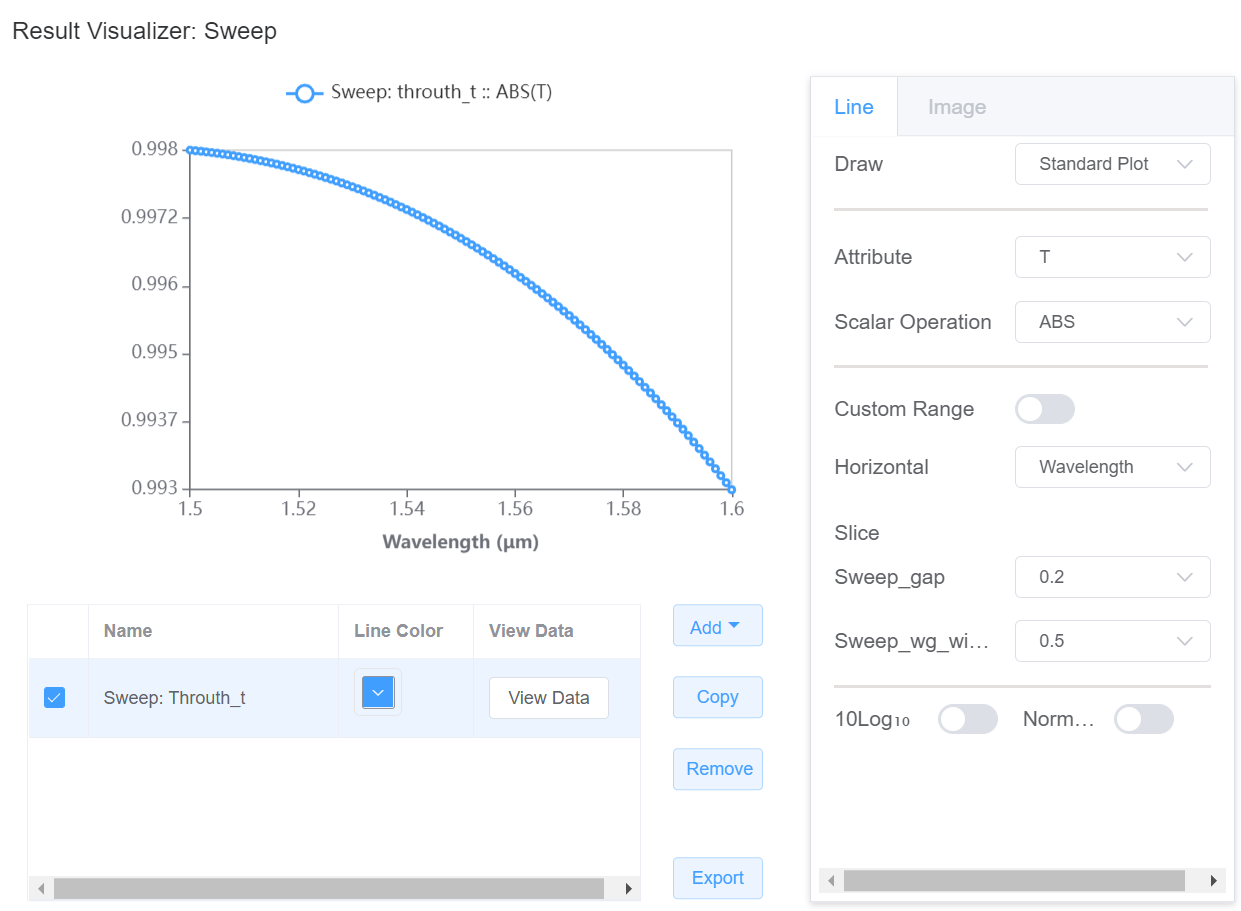 Result Visualizer: Sweep
Sweep: throuth_t :: ABS(T)
0.998
0.9972
0.996
0.995
0.9937
0.993
1.5 1.52 1.54 1.56 1.58 1.6
Wavelength (μm)
Name Line Color View Data
Sweep: Throuth_t View Data
Add
Copy
Remove
Export
Line Image
Draw Standard Plot
Attribute T
Scalar Operation ABS
Custom Range
Horizontal Wavelength
Slice
Sweep_gap 0.2
Sweep_wg_wi... 0.5
10Log₁₀ Norm...